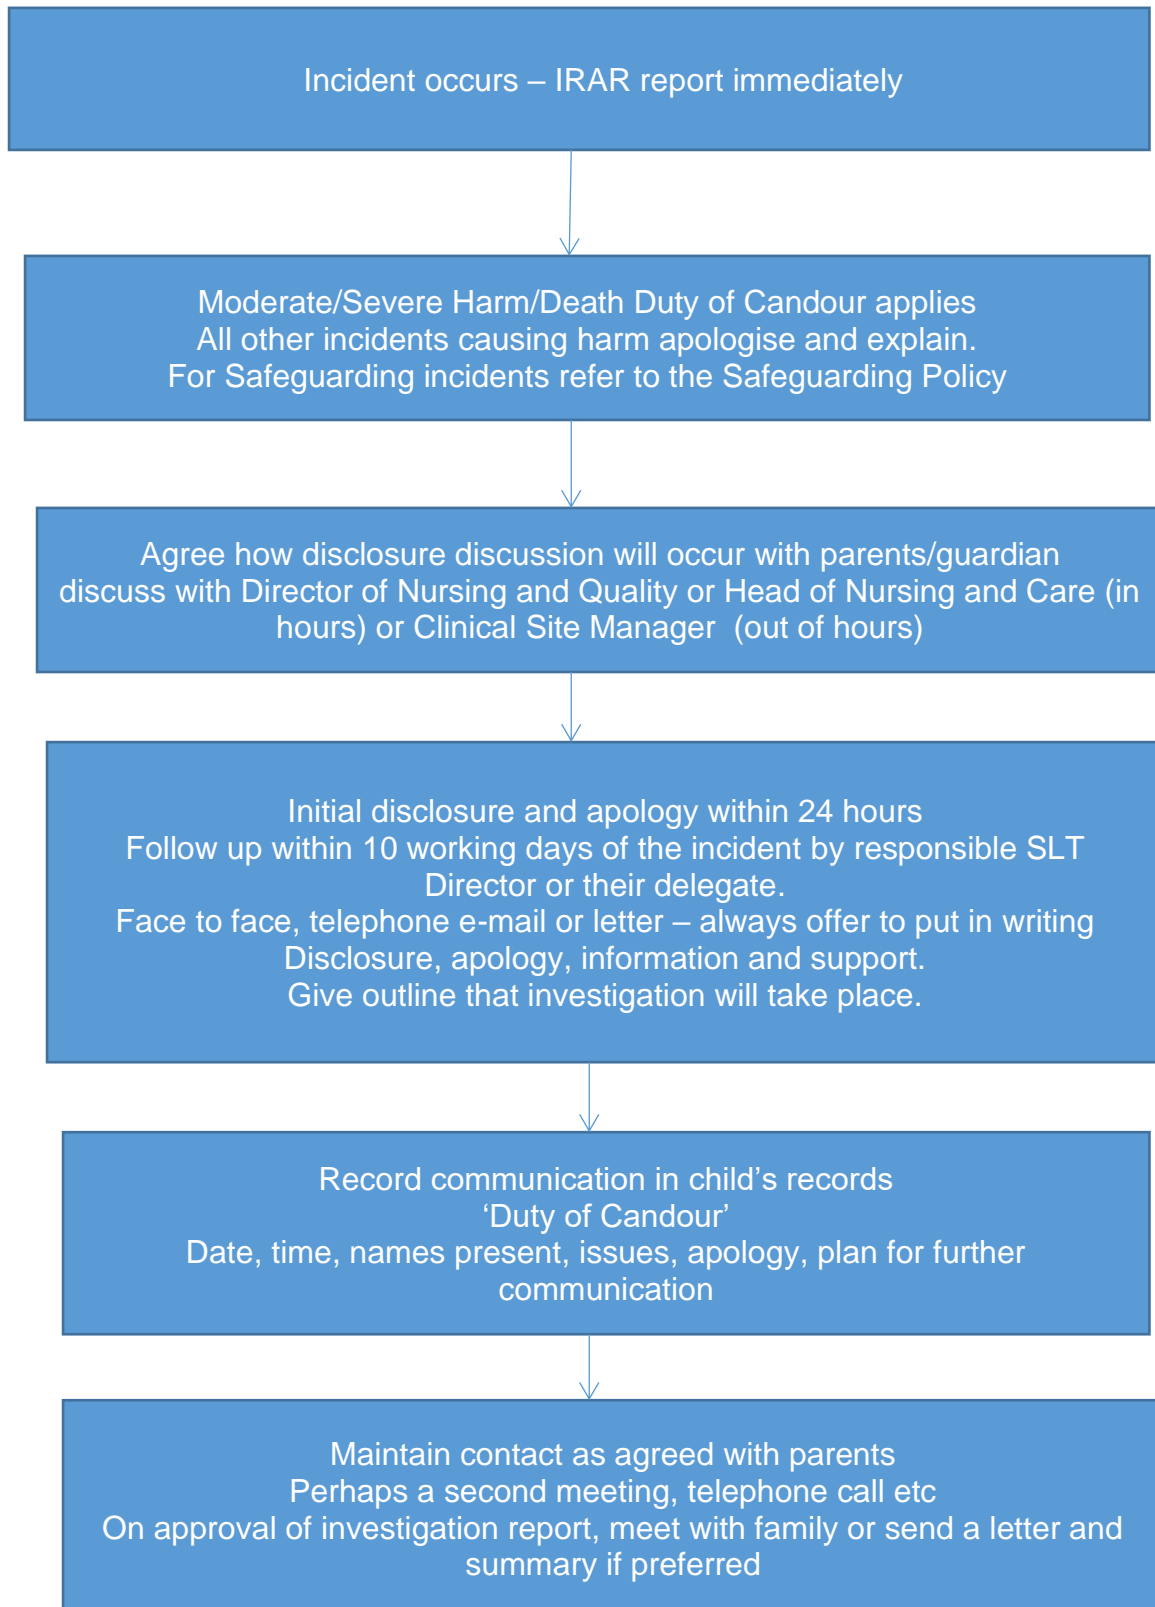 Incident occurs – IRAR report immediately
Moderate/Severe Harm/Death Duty of Candour applies
All other incidents causing harm apologise and explain.
For Safeguarding incidents refer to the Safeguarding Policy
Agree how disclosure discussion will occur with parents/guardian
discuss with Director of Nursing and Quality or Head of Nursing and Care (in
hours) or Clinical Site Manager  (out of hours)
Initial disclosure and apology within 24 hours
Follow up within 10 working days of the incident by responsible SLT
Director or their delegate.
Face to face, telephone e-mail or letter – always offer to put in writing
Disclosure, apology, information and support.
Give outline that investigation will take place.
Record communication in child’s records
‘Duty of Candour’
Date, time, names present, issues, apology, plan for further
communication
Maintain contact as agreed with parents
Perhaps a second meeting, telephone call etc
On approval of investigation report, meet with family or send a letter and
summary if preferred